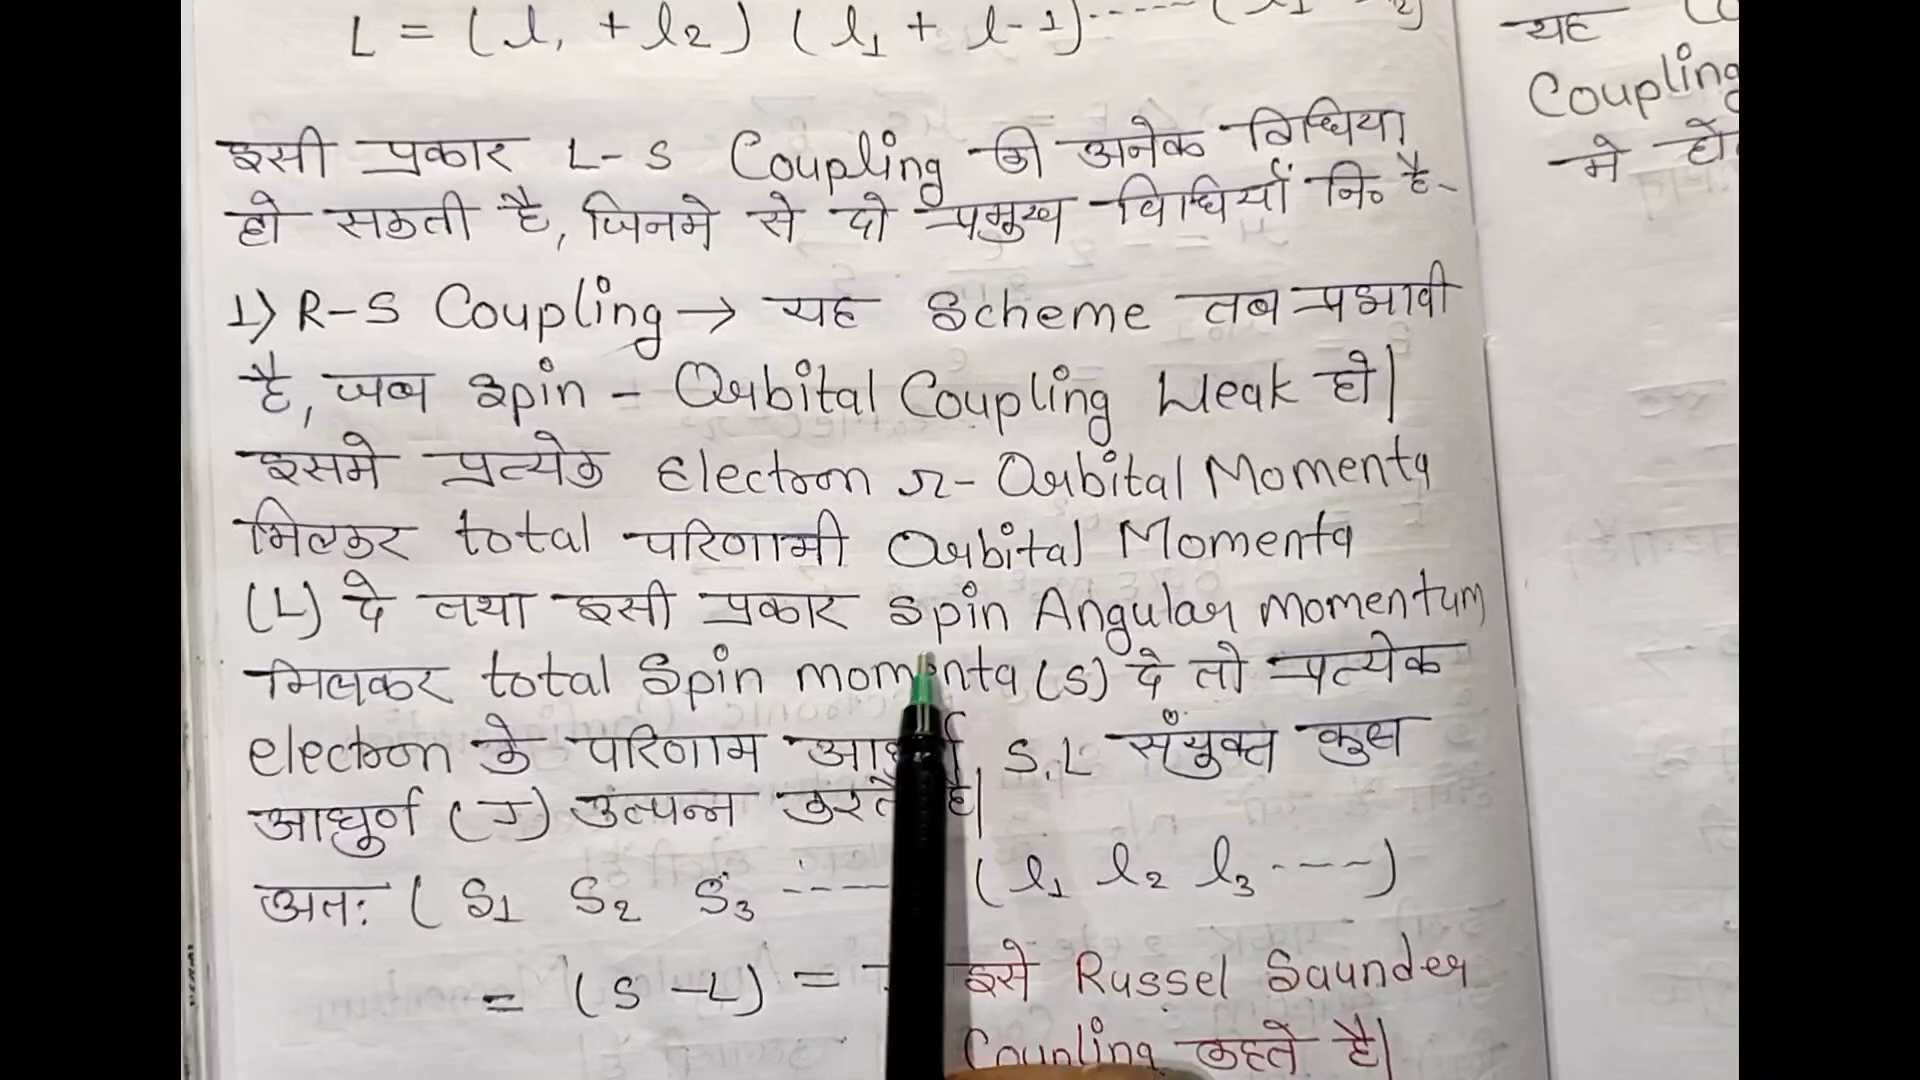 L = (l1 + l2) (l1 + l-1)-----
इसी प्रकार L-S Coupling की अनेक विधिया
हो सकती है, जिनमे से दो प्रमुख विधियाँ नि० है-
1) R-S Coupling → यह Scheme तब प्रभावी
है, जब Spin - Orbital Coupling Weak हो|
इसमे प्रत्येक Electron r- Orbital Momenta
मिलकर total परिणामी Orbital Momenta
(L) दे तथा इसी प्रकार Spin Angular Momentum
मिलकर total Spin momenta (S) दे तो प्रत्येक
electron के परिणाम S.L संयुक्त कुल
आघुर्ण (J) उत्पन्न करते है|
अतः ( S1 S2 S3 ----- (l1 l2 l3 ----)
= (S-L) = इसे Russel Saunder
Coupling कहते है|
यह
Coupling
मे